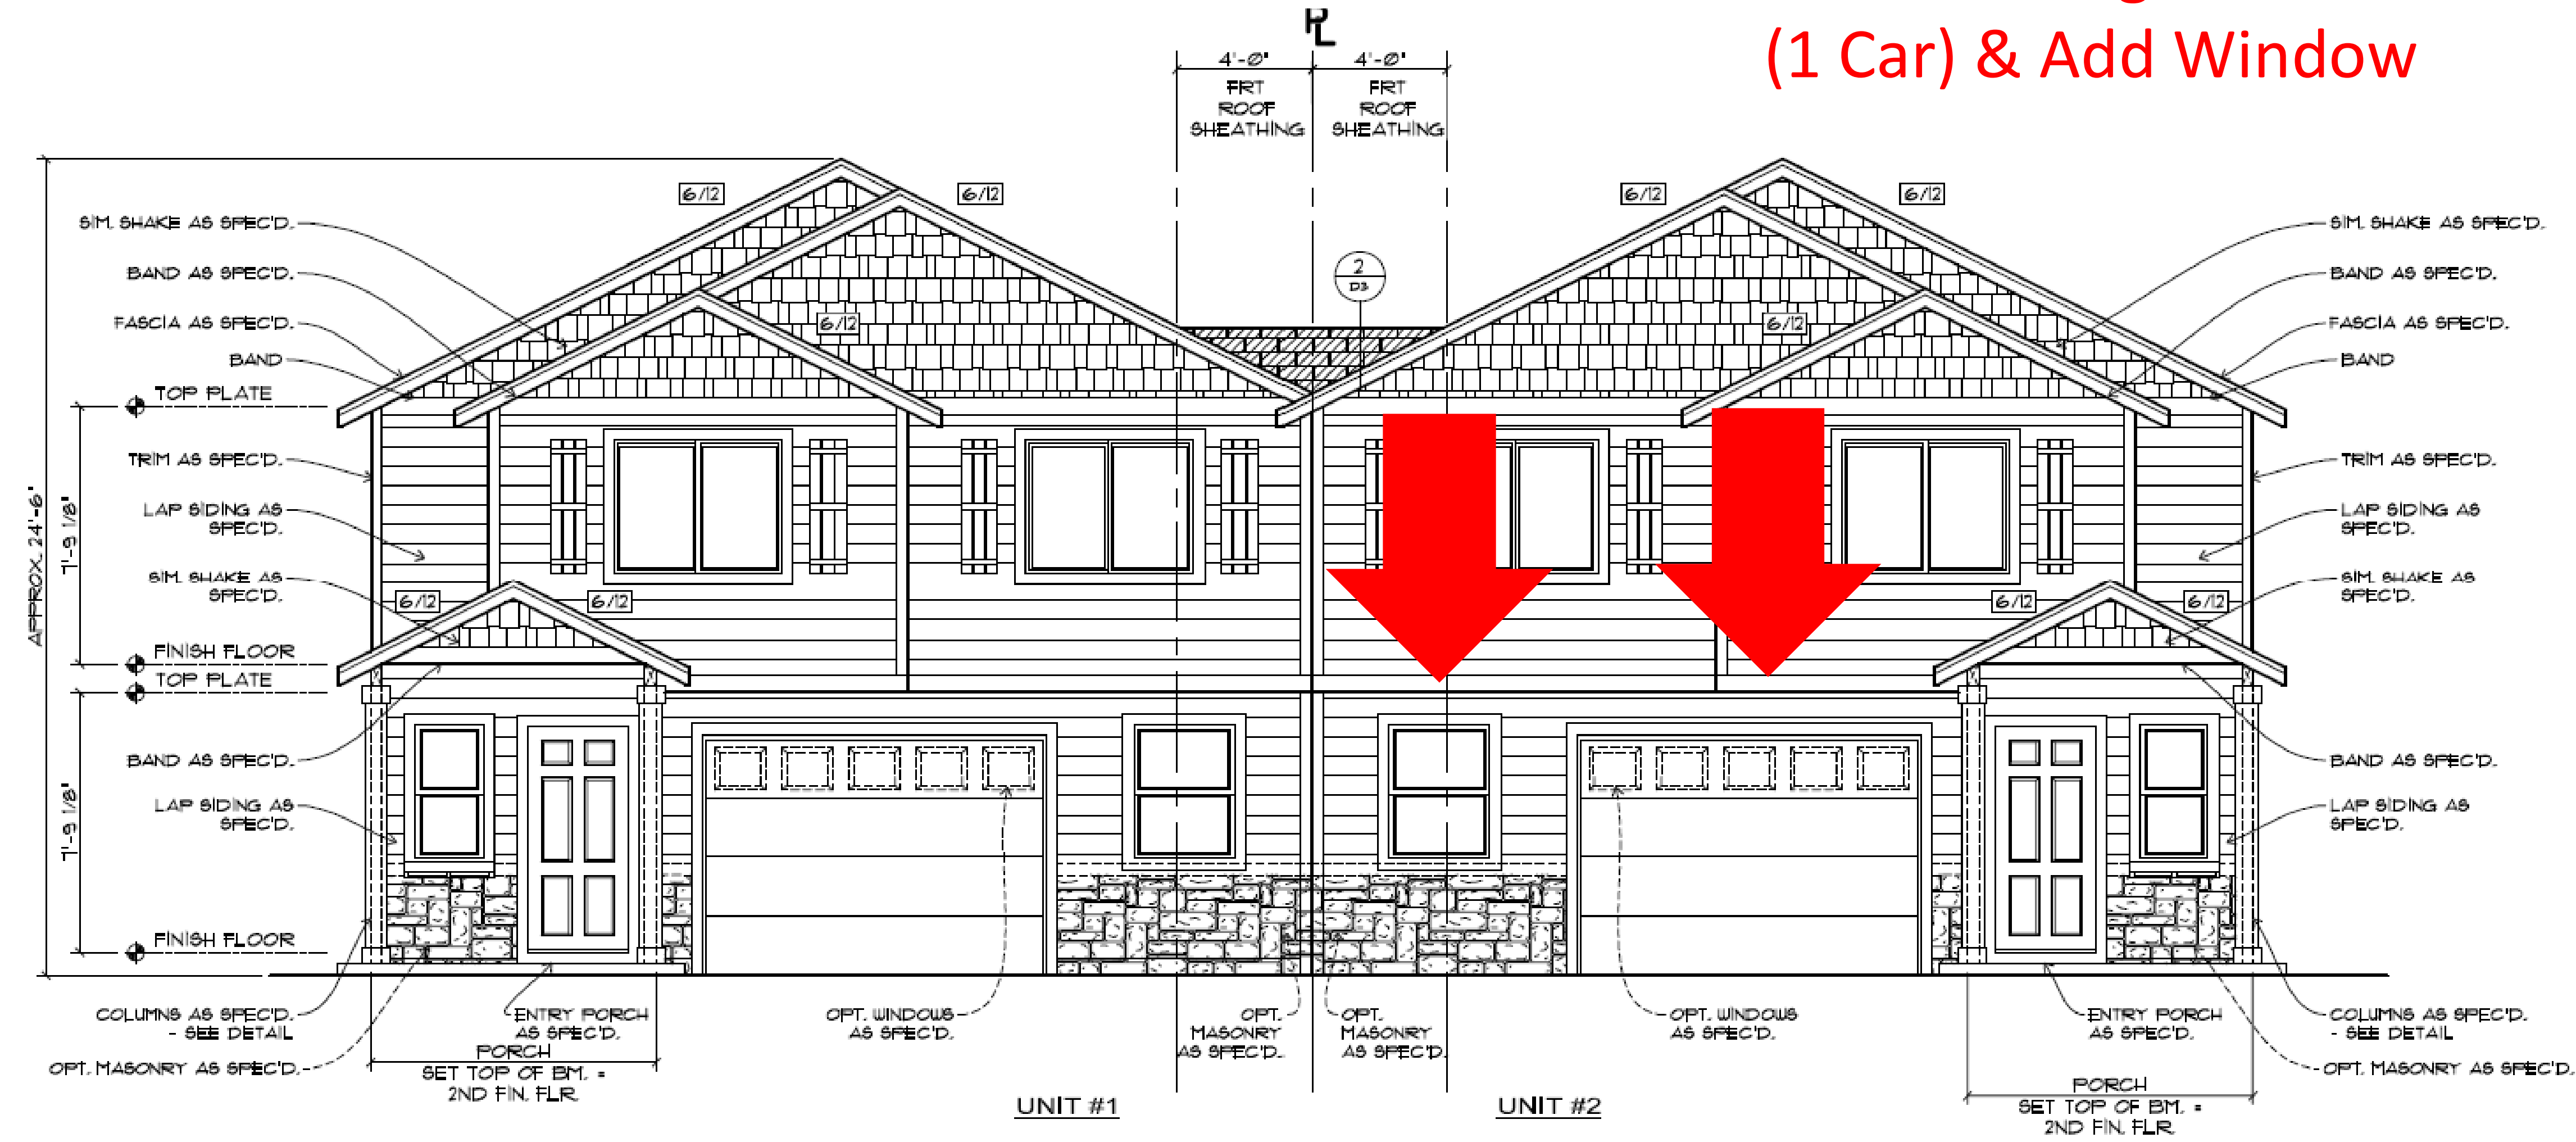 (1 Car) & Add Window
PL
4'-0" 4'-0"
FRT FRT
ROOF ROOF
SHEATHING SHEATHING
6/12 6/12 6/12 6/12
SIM. SHAKE AS SPEC'D. SIM. SHAKE AS SPEC'D.
BAND AS SPEC'D. BAND AS SPEC'D.
2
D3
FASCIA AS SPEC'D. 6/12 6/12 FASCIA AS SPEC'D.
BAND BAND
TOP PLATE
TRIM AS SPEC'D. TRIM AS SPEC'D.
APPROX. 24'-6"
7'-9 1/8"
LAP SIDING AS LAP SIDING AS
SPEC'D. SPEC'D.
SIM. SHAKE AS SIM. SHAKE AS
SPEC'D. SPEC'D.
6/12 6/12 6/12 6/12
FINISH FLOOR
TOP PLATE
BAND AS SPEC'D. BAND AS SPEC'D.
7'-9 1/8"
LAP SIDING AS LAP SIDING AS
SPEC'D. SPEC'D.
FINISH FLOOR
COLUMNS AS SPEC'D. ENTRY PORCH OPT. WINDOWS OPT. OPT. OPT. WINDOWS ENTRY PORCH COLUMNS AS SPEC'D.
- SEE DETAIL AS SPEC'D. AS SPEC'D. MASONRY MASONRY AS SPEC'D. AS SPEC'D. - SEE DETAIL
PORCH AS SPEC'D. AS SPEC'D.
OPT. MASONRY AS SPEC'D. OPT. MASONRY AS SPEC'D.
SET TOP OF BM. = PORCH
2ND FIN. FLR. SET TOP OF BM. =
UNIT #1 UNIT #2 2ND FIN. FLR.